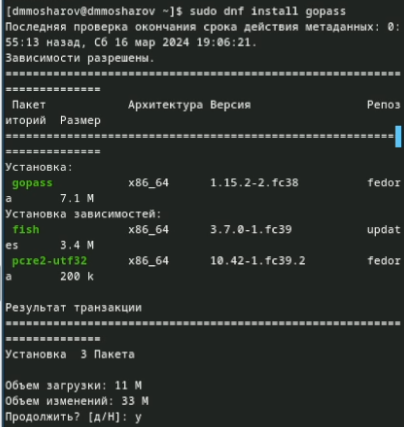 [dmmosharov@dmmosharov ~]$ sudo dnf install gopass
Последняя проверка окончания срока действия метаданных: 0:
55:13 назад, Сб 16 мар 2024 19:06:21.
Зависимости разрешены.
================================================================
===============
Пакет Архитектура Версия Репоз
иторий Размер
================================================================
===============
Установка:
gopass x86_64 1.15.2-2.fc38 fedor
a 7.1 M
Установка зависимостей:
fish x86_64 3.7.0-1.fc39 updat
es 3.4 M
pcre2-utf32 x86_64 10.42-1.fc39.2 fedor
a 200 k
Результат транзакции
================================================================
===============
Установка 3 Пакета
Объем загрузки: 11 M
Объем изменений: 33 M
Продолжить? [д/Н]: y